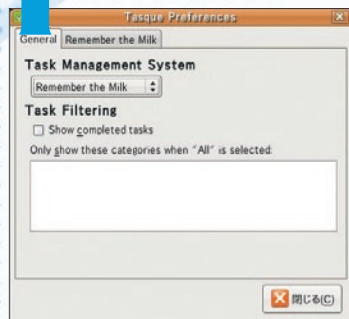 Tasque Preferences
General Remember the Milk
Task Management System
Remember the Milk
Task Filtering
Show completed tasks
Only show these categories when "All" is selected:
閉じる(C)